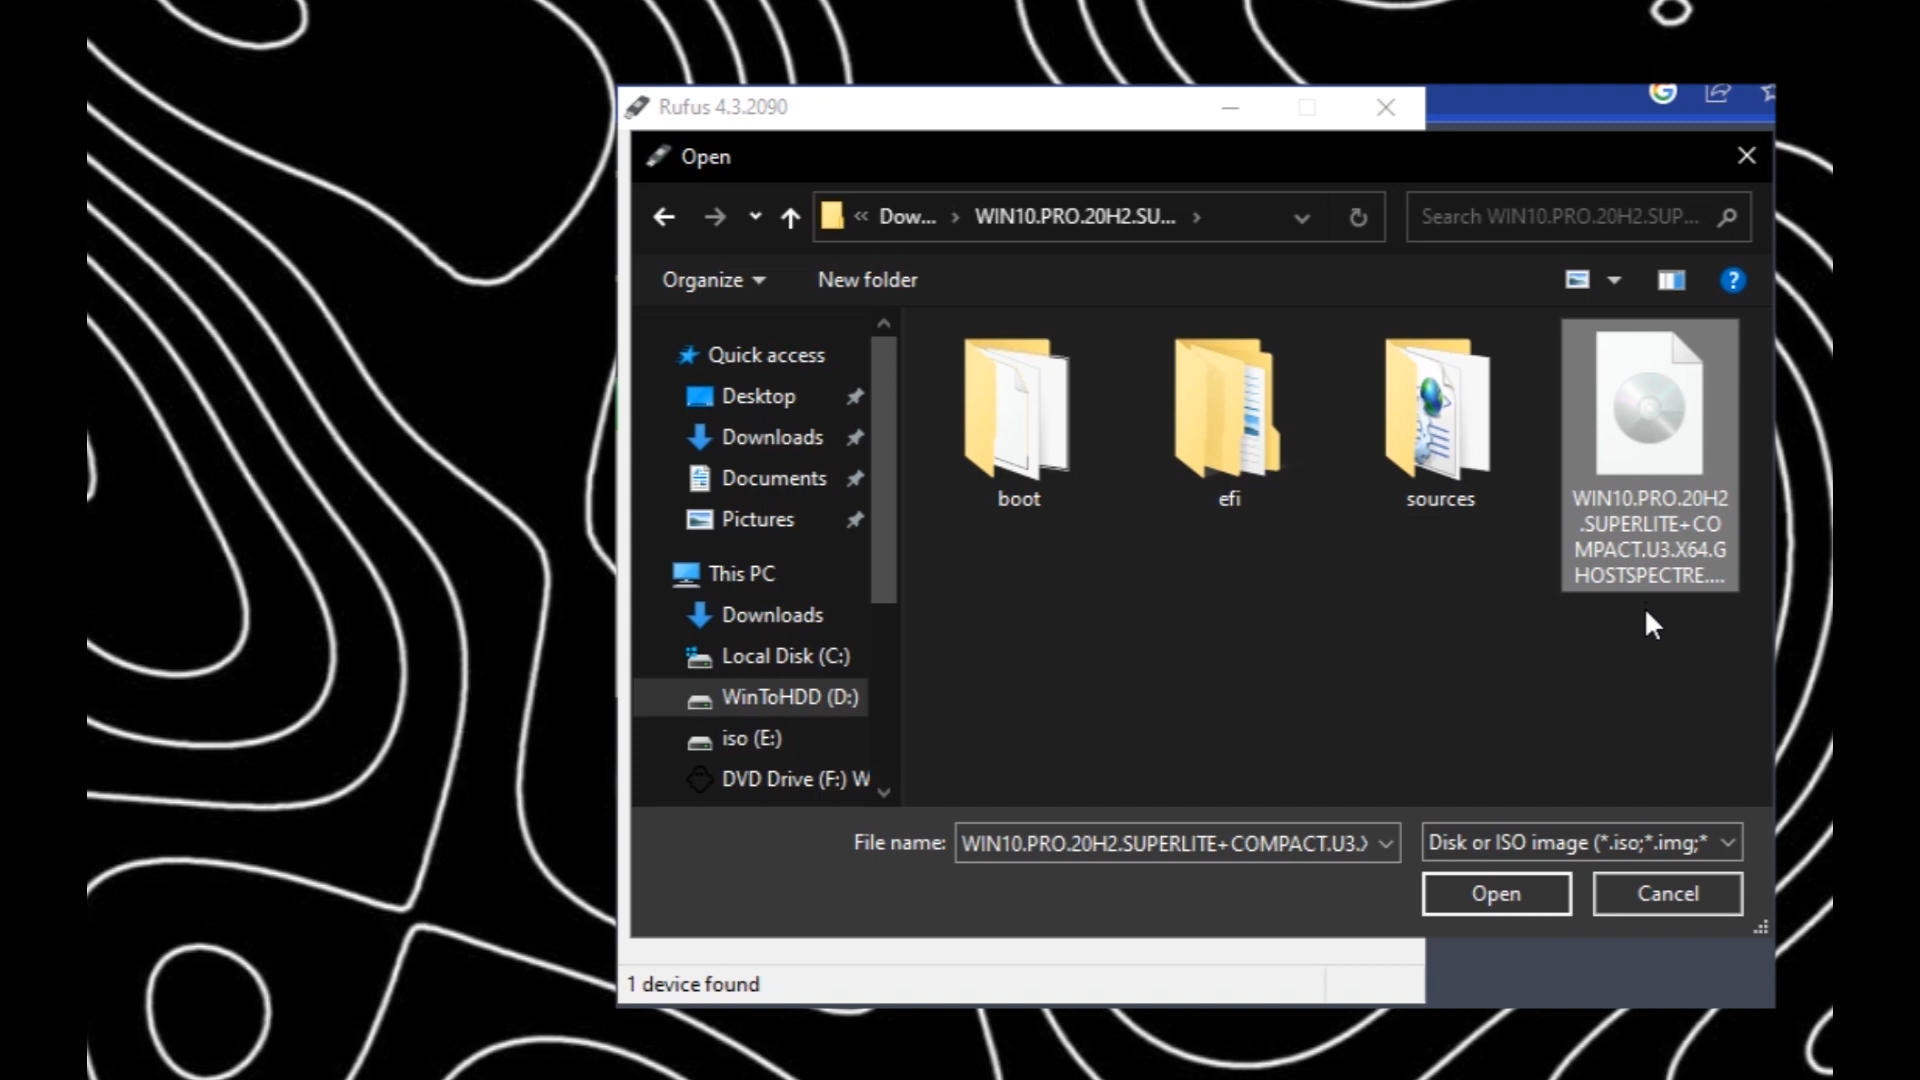 Rufus 4.3.2090
Open
« Dow... › WIN10.PRO.20H2.SU... ›
Search WIN10.PRO.20H2.SUP...
Organize
New folder
Quick access
Desktop
Downloads
Documents
Pictures
This PC
Downloads
Local Disk (C:)
WinToHDD (D:)
iso (E:)
DVD Drive (F:) W
boot
efi
sources
WIN10.PRO.20H2
.SUPERLITE+CO
MPACT.U3.X64.G
HOSTSPECTRE....
File name:
WIN10.PRO.20H2.SUPERLITE+COMPACT.U3.X
Disk or ISO image (*.iso;*.img;*
Open
Cancel
1 device found